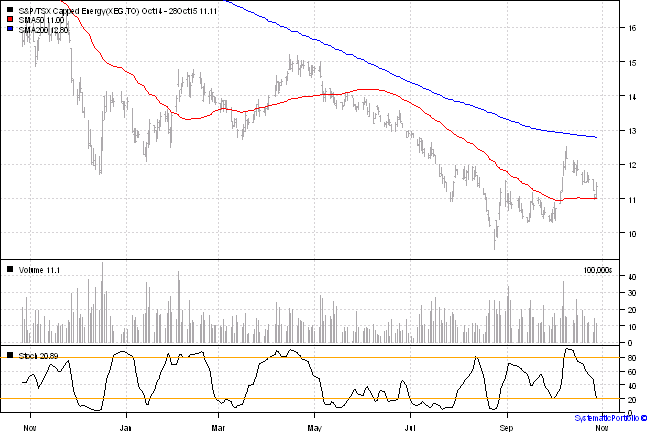 S&P/TSX Capped Energy(XEG.TO) Oct14 - 28Oct15 11.11
SMA50 11.00
SMA200 12.80
16
15
14
13
12
11
10
Volume 11.1
100,000s
40
30
20
10
0
Stoch 20.89
80
60
40
20
0
Nov Jan Mar May Jul Sep Nov
SystematicPortfolio ©